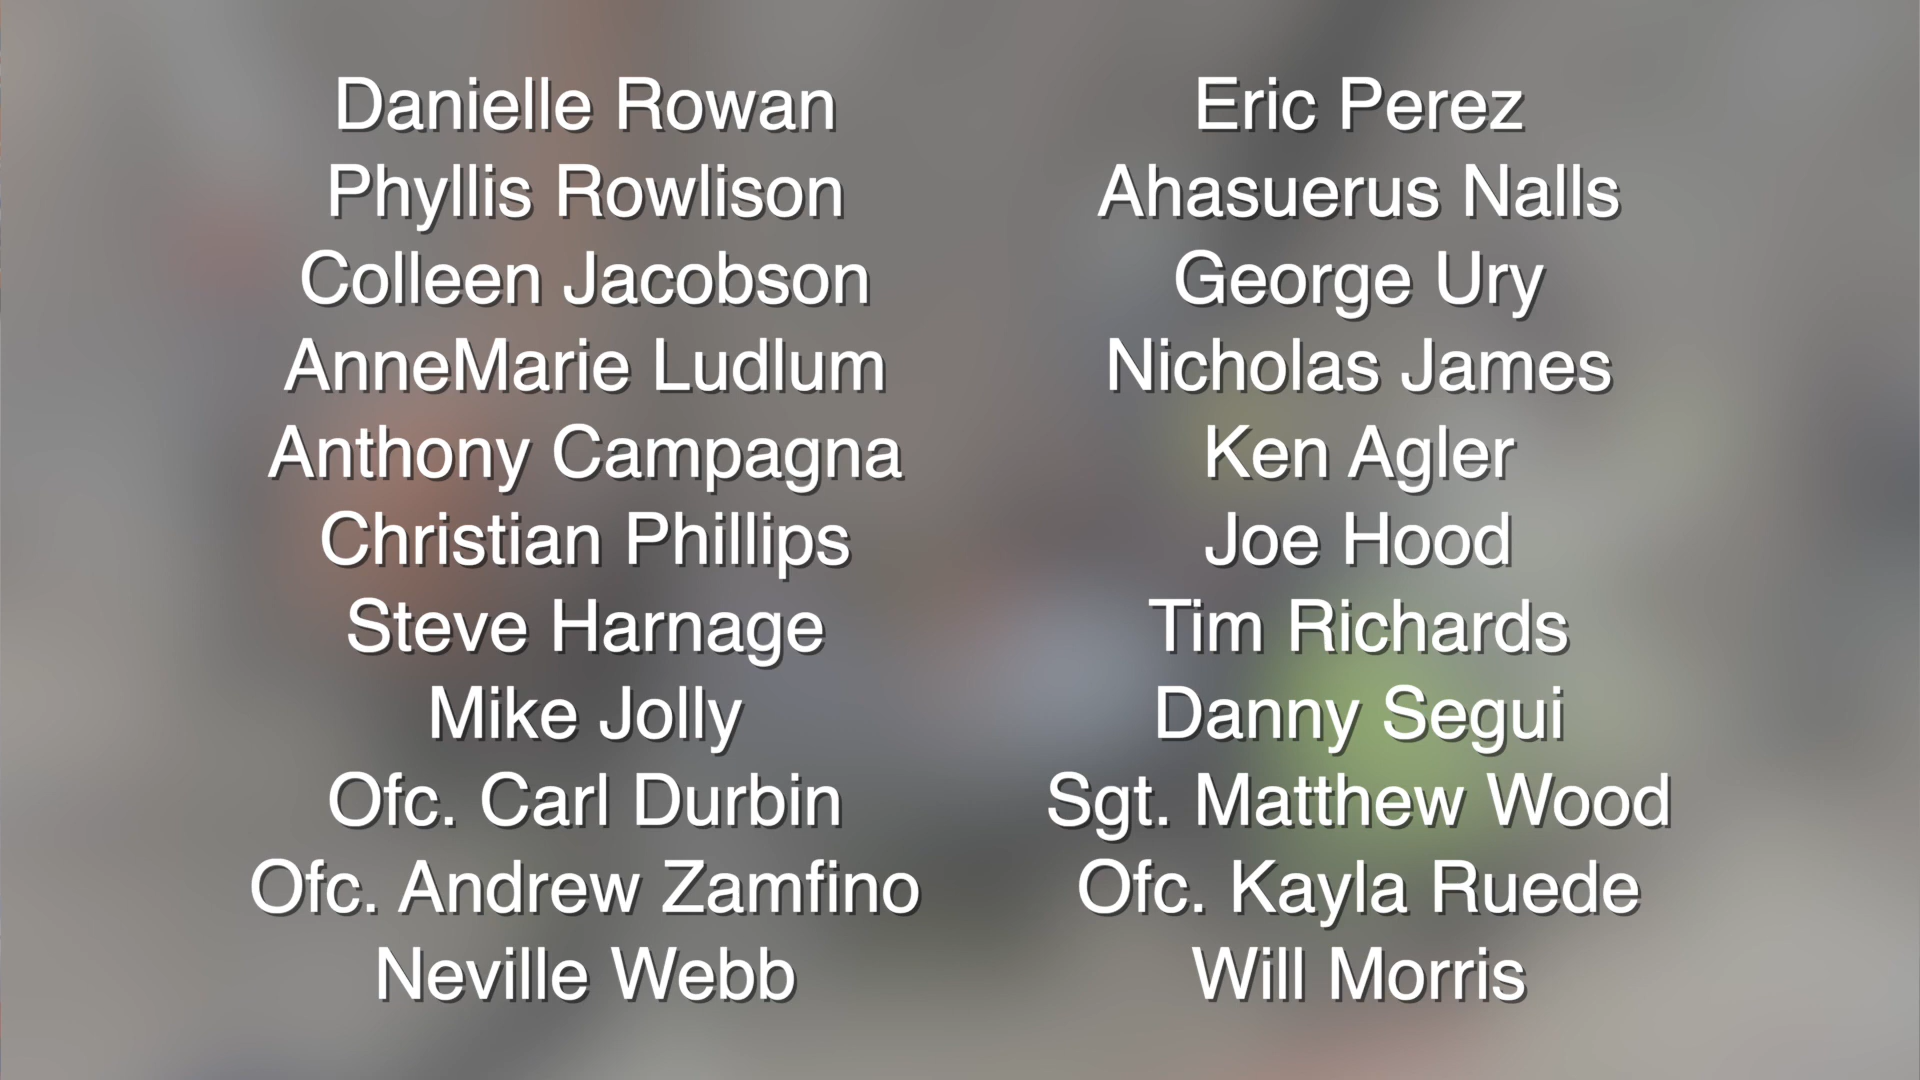 Danielle Rowan
Phyllis Rowlison
Colleen Jacobson
AnneMarie Ludlum
Anthony Campagna
Christian Phillips
Steve Harnage
Mike Jolly
Ofc. Carl Durbin
Ofc. Andrew Zamfino
Neville Webb
Eric Perez
Ahasuerus Nalls
George Ury
Nicholas James
Ken Agler
Joe Hood
Tim Richards
Danny Segui
Sgt. Matthew Wood
Ofc. Kayla Ruede
Will Morris